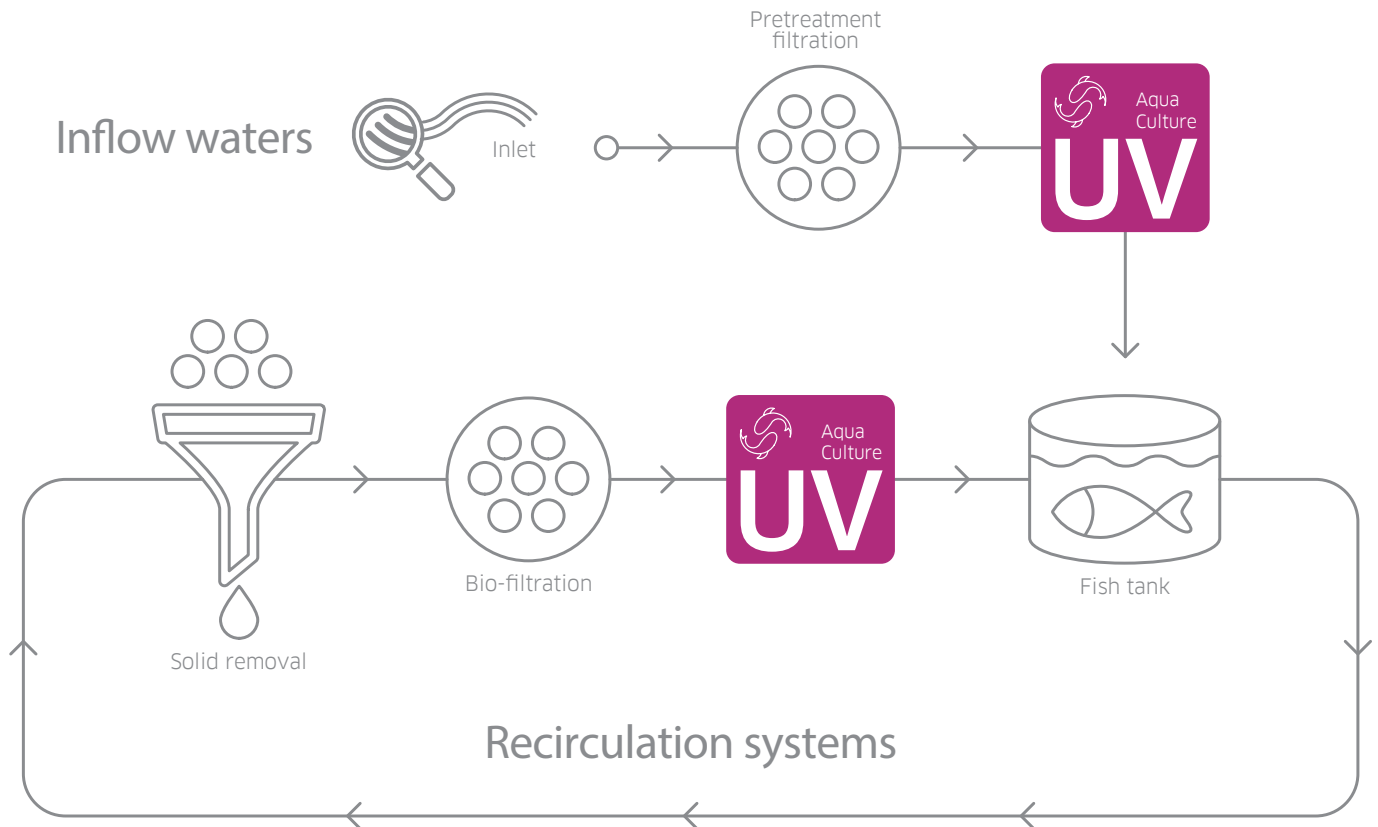 Pretreatment
filtration
Inflow waters
Inlet
Aqua
Culture
UV
Aqua
Culture
UV
Bio-filtration
Fish tank
Solid removal
Recirculation systems